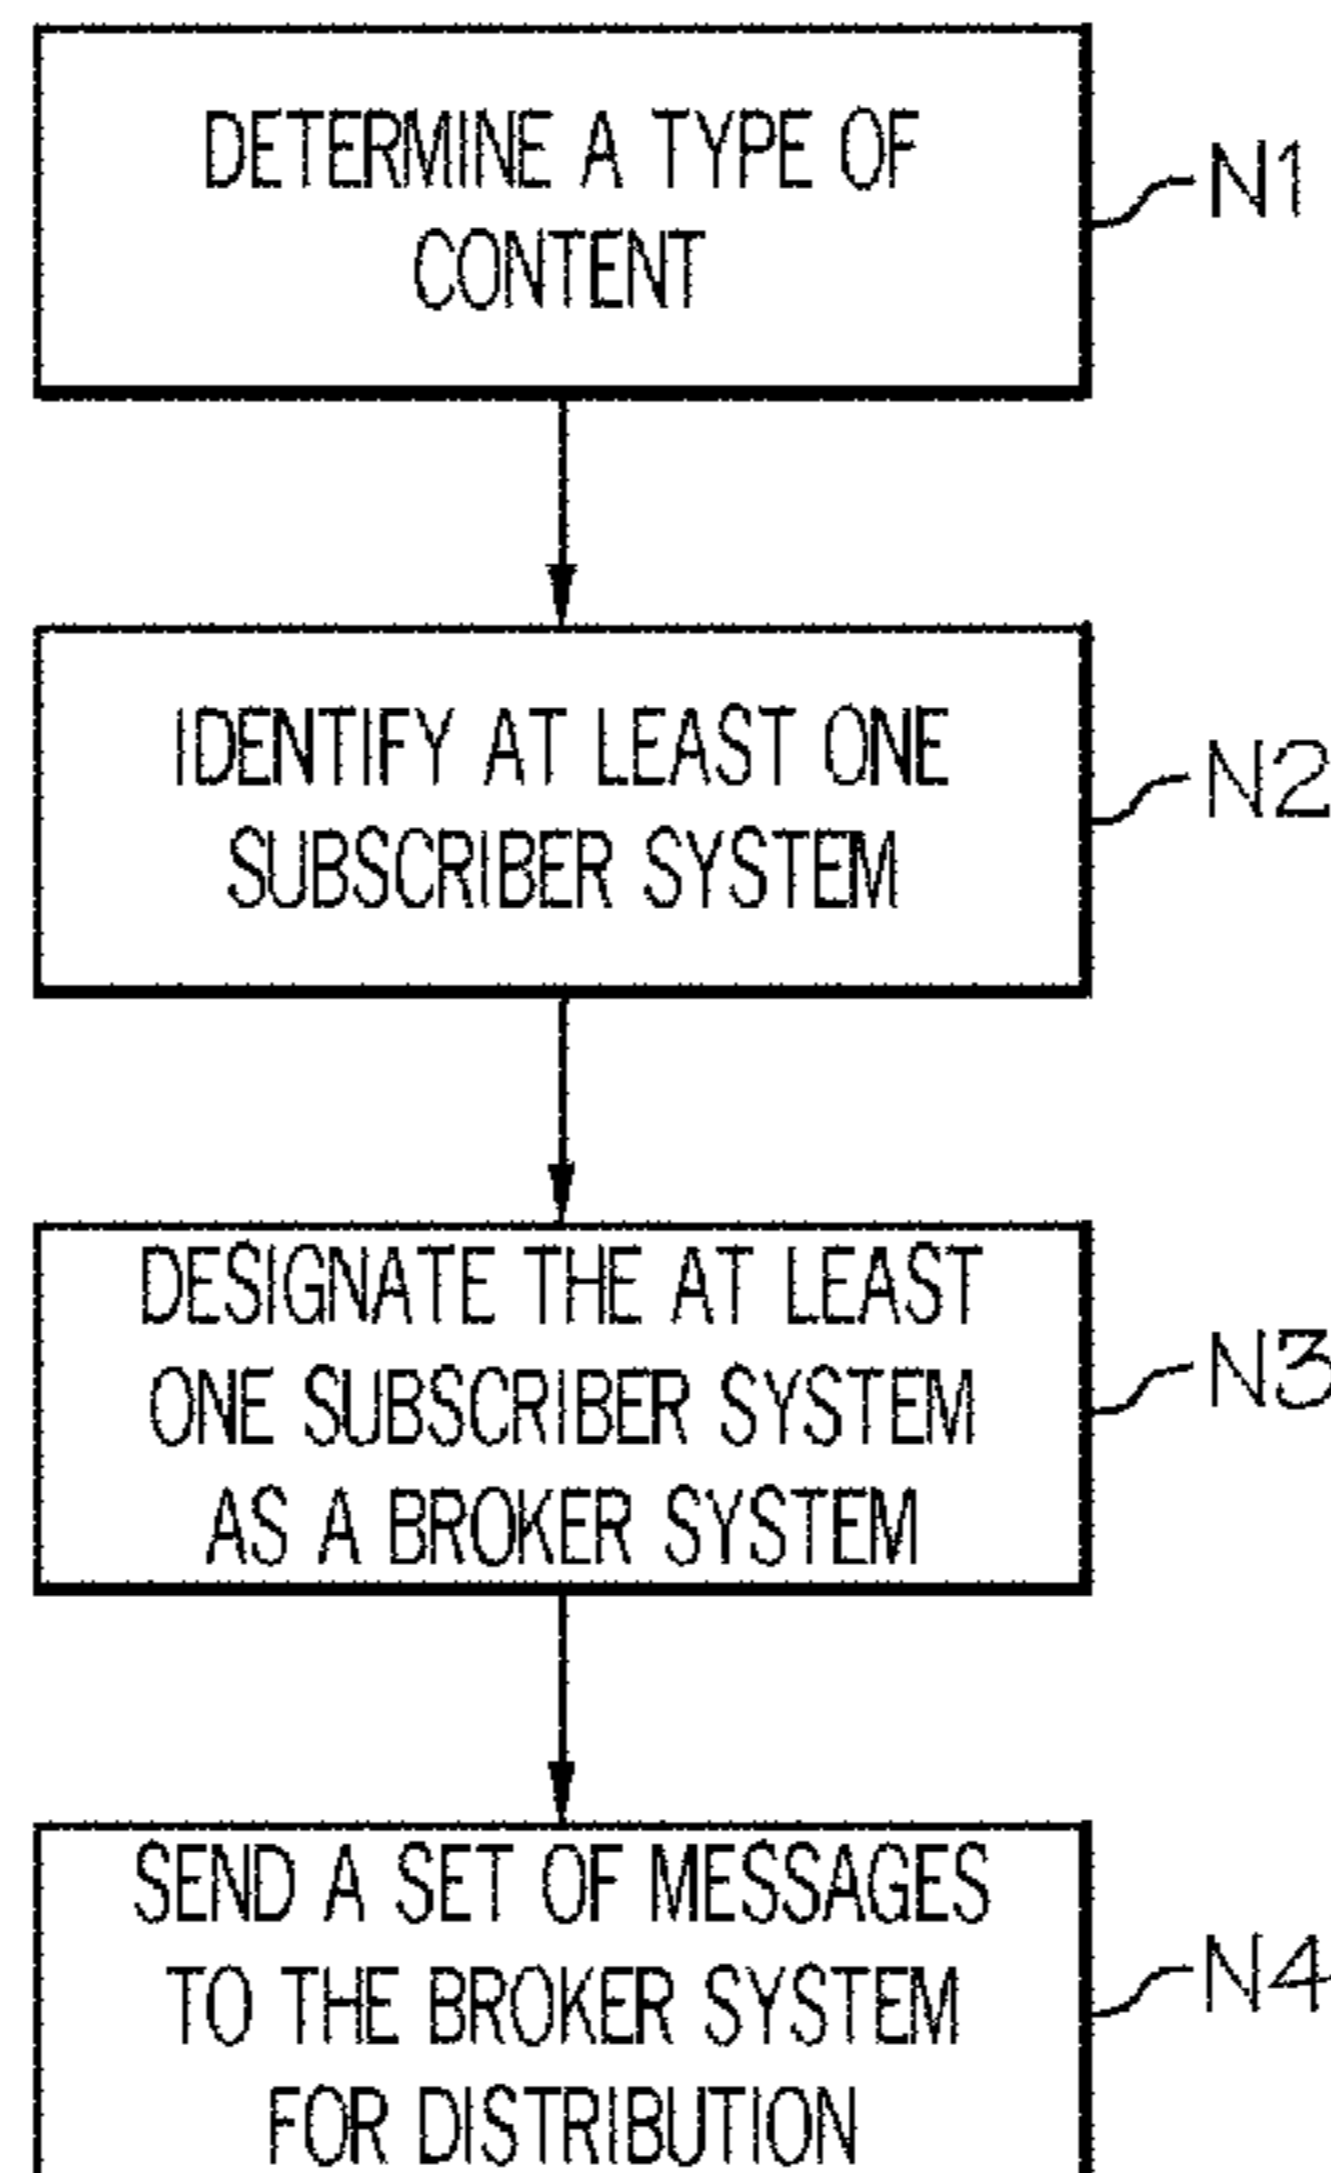 DETERMINE A TYPE OF
CONTENT
N1
IDENTIFY AT LEAST ONE
SUBSCRIBER SYSTEM
N2
DESIGNATE THE AT LEAST
ONE SUBSCRIBER SYSTEM
AS A BROKER SYSTEM
N3
SEND A SET OF MESSAGES
TO THE BROKER SYSTEM
FOR DISTRIBUTION
N4